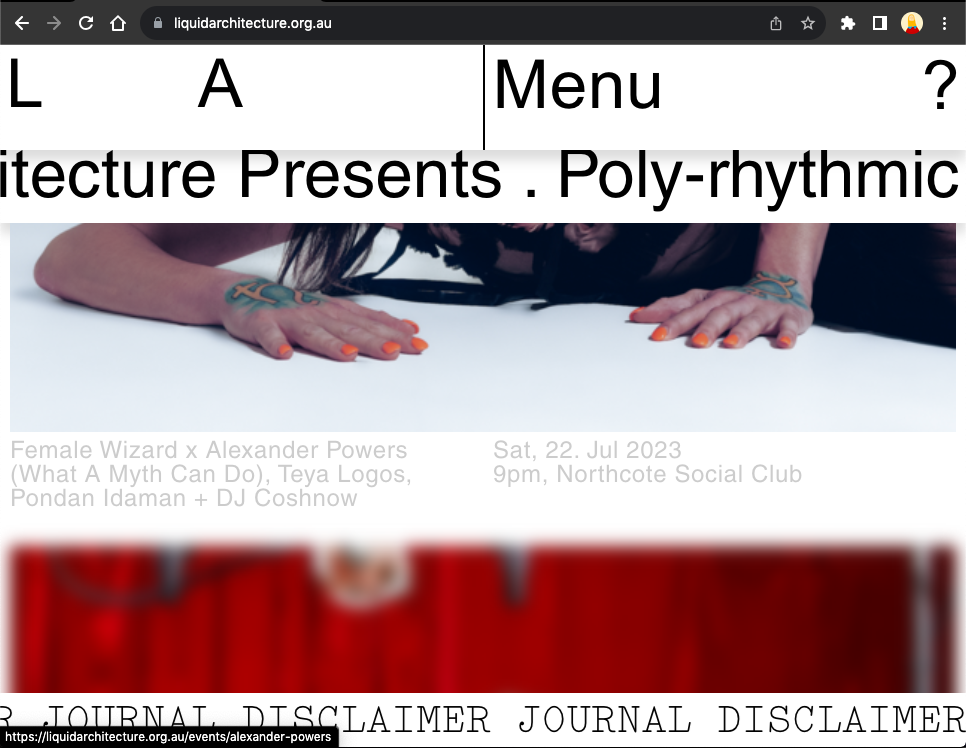 liquidarchitecture.org.au
L A Menu ?
itecture Presents . Poly-rhythmic
Female Wizard x Alexander Powers
(What A Myth Can Do), Teya Logos,
Pondan Idaman + DJ Coshnow
Sat, 22. Jul 2023
9pm, Northcote Social Club
R JOURNAL DISCLAIMER JOURNAL DISCLAIMER
https://liquidarchitecture.org.au/events/alexander-powers